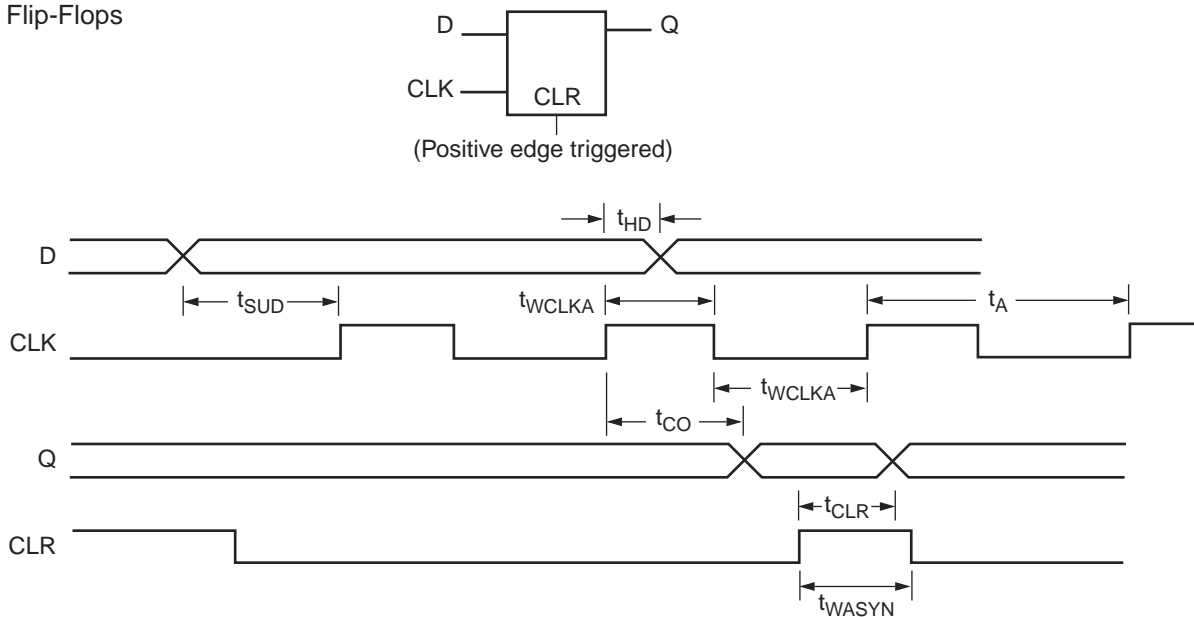 Flip-Flops
D
Q
CLK
CLR
(Positive edge triggered)
tHD
D
tSUD
tWCLKA
tA
CLK
tWCLKA
tCO
Q
tCLR
CLR
tWASYN